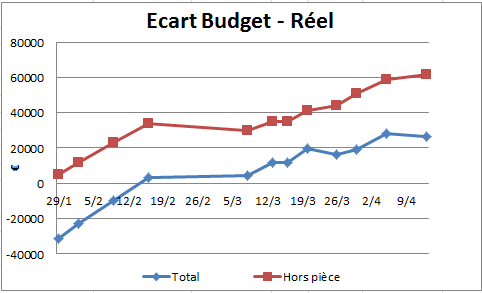 Ecart Budget - Réel
80000
60000
40000
20000
0
-20000
-40000
€
29/1 5/2 12/2 19/2 26/2 5/3 12/3 19/3 26/3 2/4 9/4
Total Hors pièce